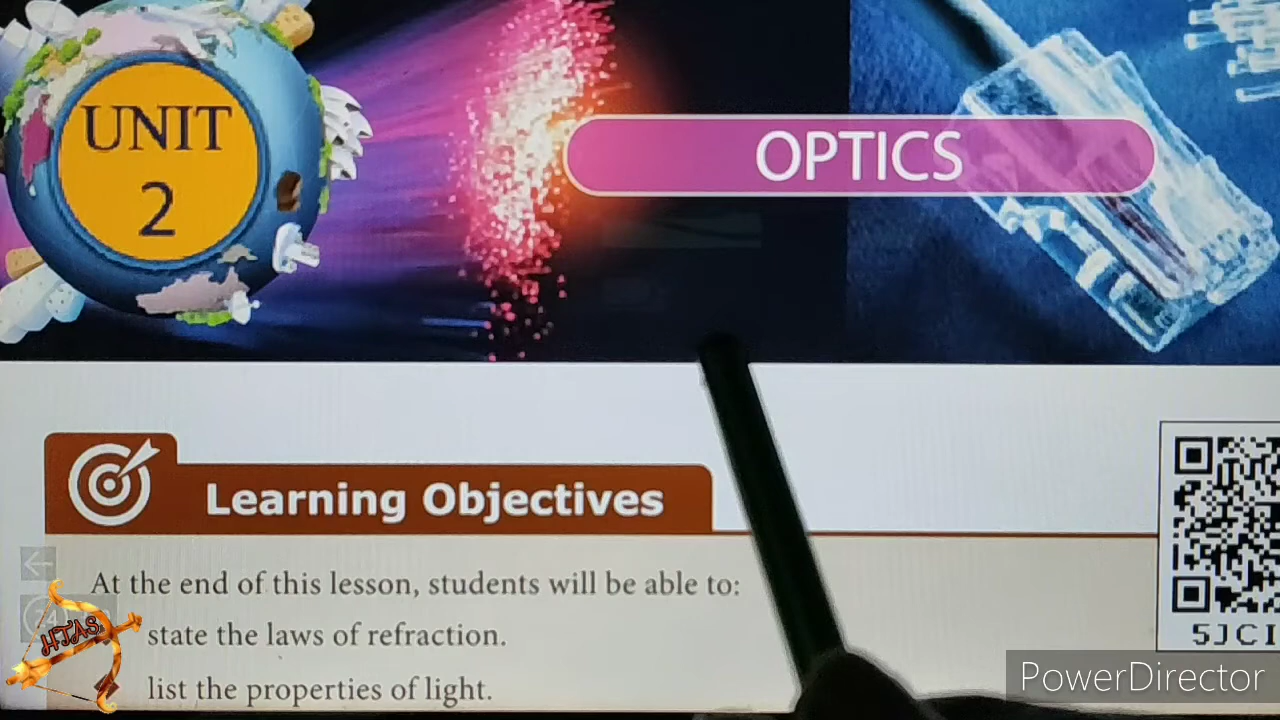 UNIT
2
OPTICS
Learning Objectives
At the end of this lesson, students will be able to:
state the laws of refraction.
list the properties of light.
HTAS
5JCI
PowerDirector